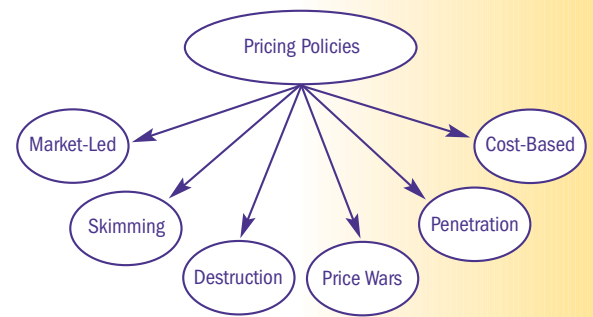 Pricing Policies
Market-Led
Cost-Based
Skimming
Penetration
Destruction
Price Wars